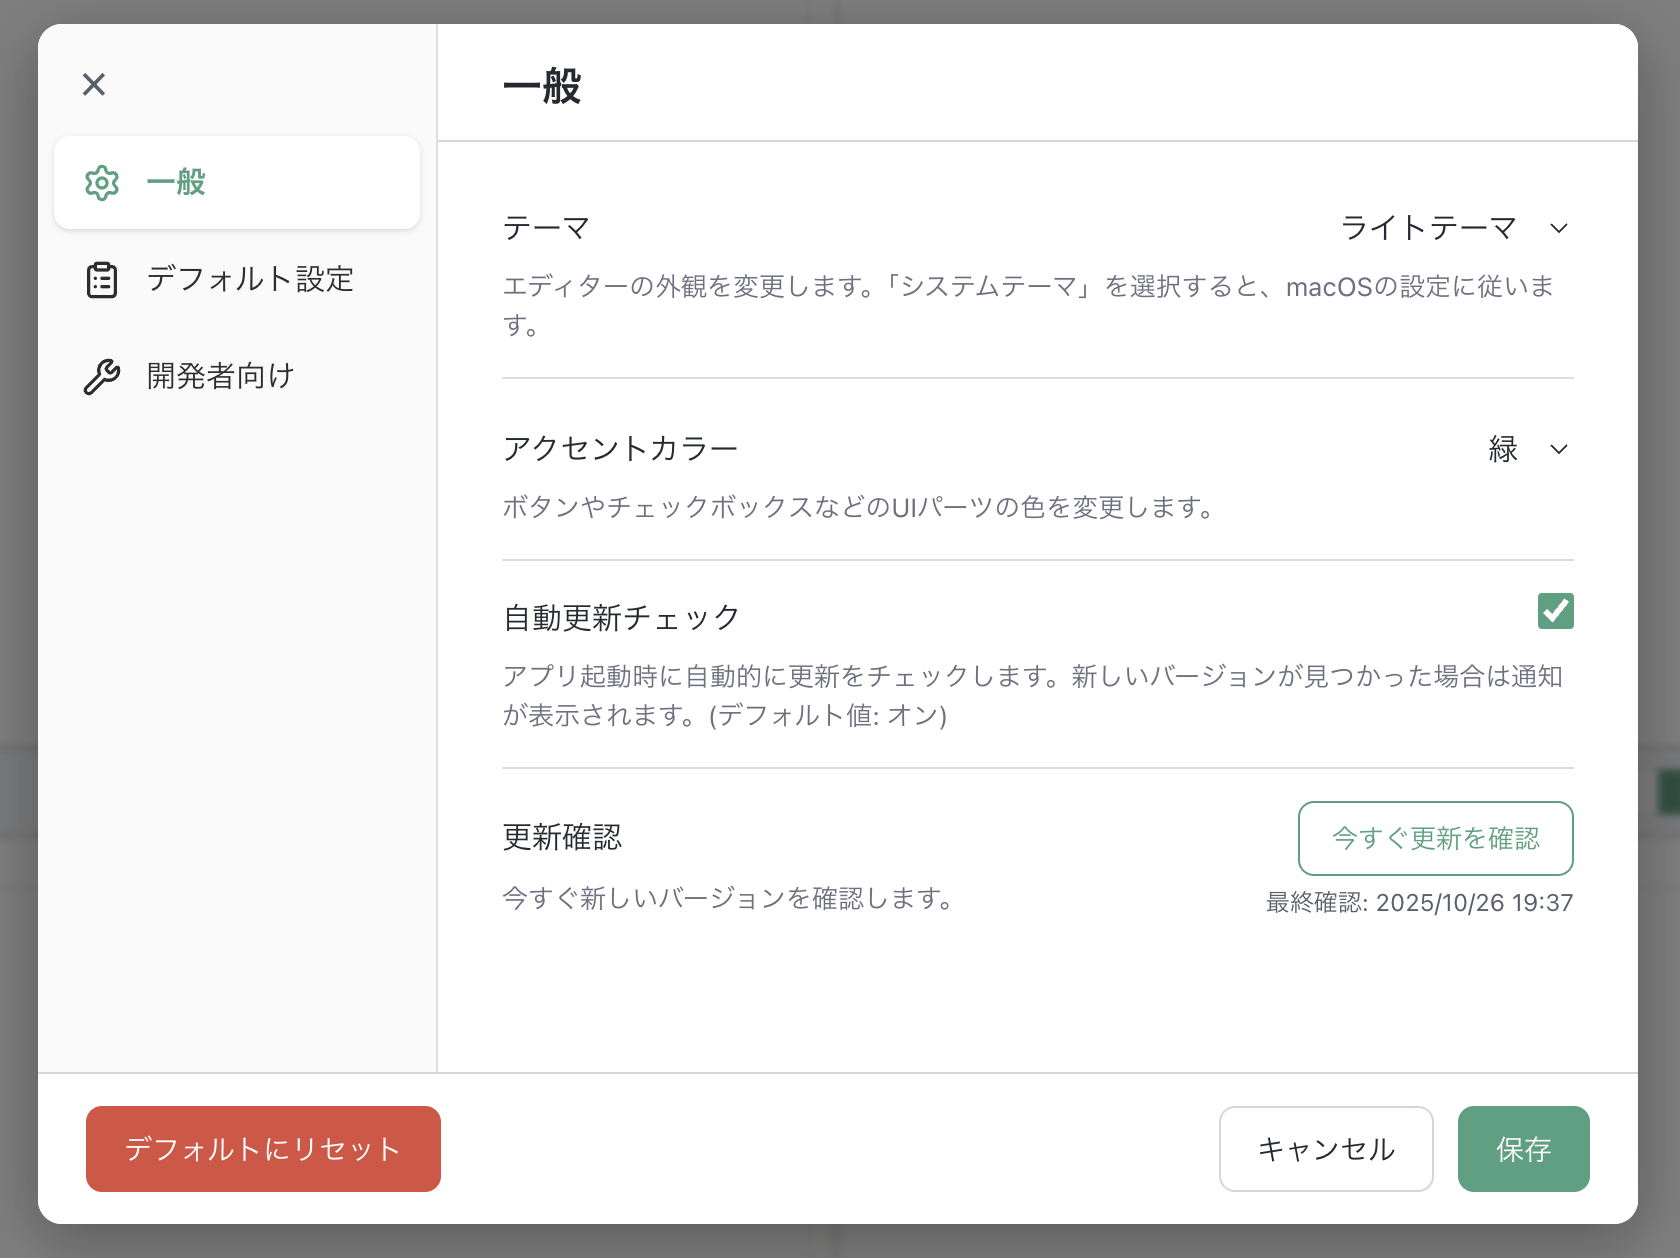 一般
デフォルト設定
開発者向け
一般
テーマ
ライトテーマ
エディターの外観を変更します。「システムテーマ」を選択すると、macOSの設定に従いま
す。
アクセントカラー
緑
ボタンやチェックボックスなどのUIパーツの色を変更します。
自動更新チェック
アプリ起動時に自動的に更新をチェックします。新しいバージョンが見つかった場合は通知
が表示されます。(デフォルト値: オン)
更新確認
今すぐ更新を確認
今すぐ新しいバージョンを確認します。
最終確認: 2025/10/26 19:37
デフォルトにリセット
キャンセル
保存